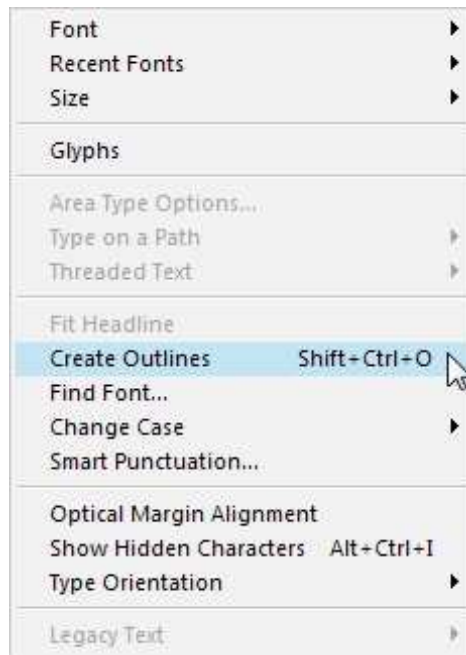 Font
Recent Fonts
Size
Glyphs
Area Type Options...
Type on a Path
Threaded Text
Fit Headline
Create Outlines Shift+Ctrl+O
Find Font...
Change Case
Smart Punctuation...
Optical Margin Alignment
Show Hidden Characters Alt+Ctrl+I
Type Orientation
Legacy Text